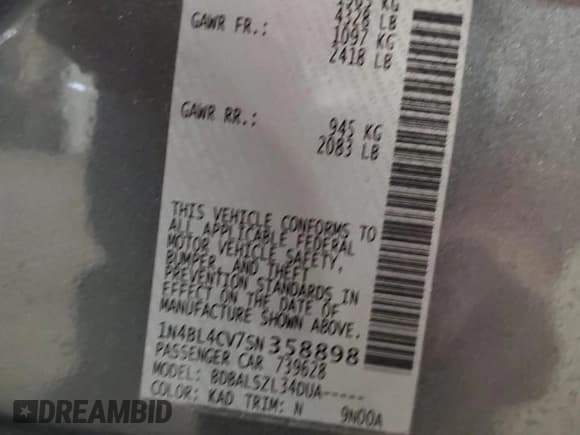 4328 LB
GAWR FR.: 1097 KG
2418 LB
GAWR RR.: 945 KG
2083 LB
THIS VEHICLE CONFORMS TO
ALL APPLICABLE FEDERAL
MOTOR VEHICLE SAFETY,
BUMPER, AND THEFT
PREVENTION STANDARDS IN
EFFECT ON THE DATE OF
MANUFACTURE SHOWN ABOVE.
1N4BL4CV7SN358898
PASSENGER CAR 739628
MODEL: BDBALSZL34DUA-----
COLOR: KAD TRIM: N 9N00A
DREAMBID